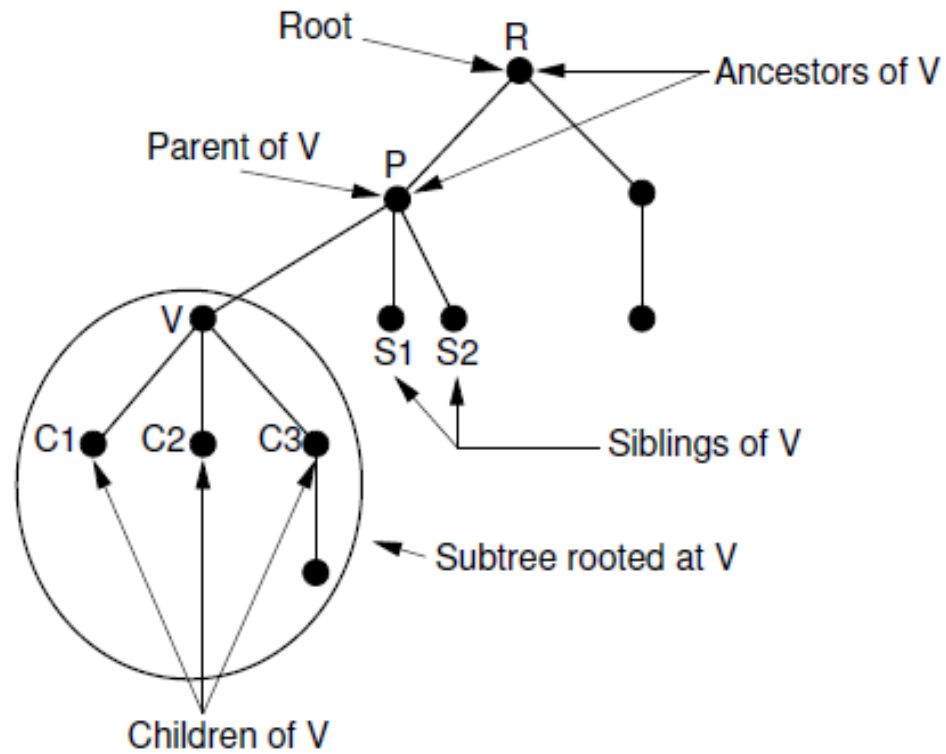 Root
R
Ancestors of V
Parent of V
P
V
S1
S2
C1
C2
C3
Siblings of V
Subtree rooted at V
Children of V